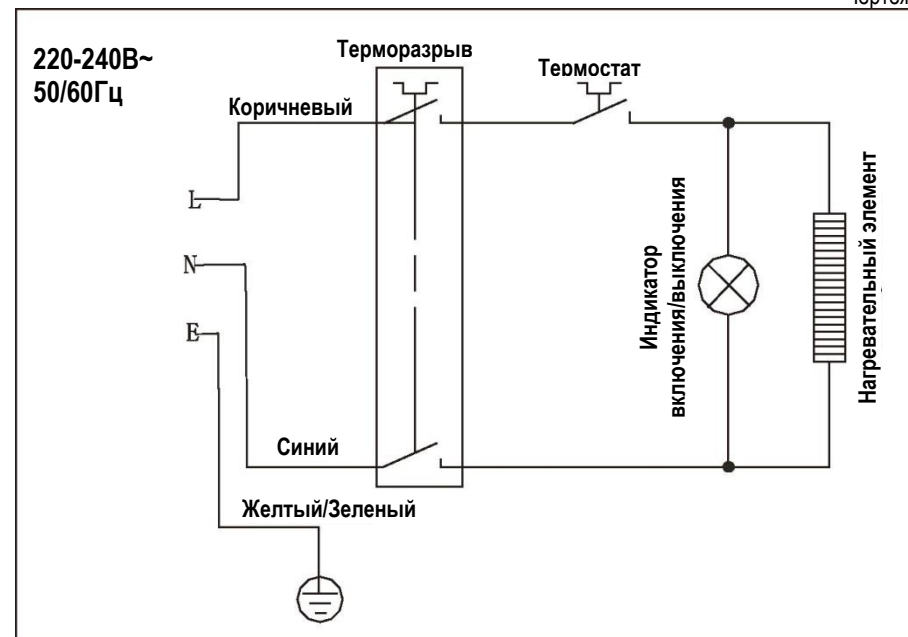 220-240В~
50/60Гц
Терморазрыв
Термостат
Коричневый
L
N
E
Индикатор
включения/выключения
Нагревательный элемент
Синий
Желтый/Зеленый